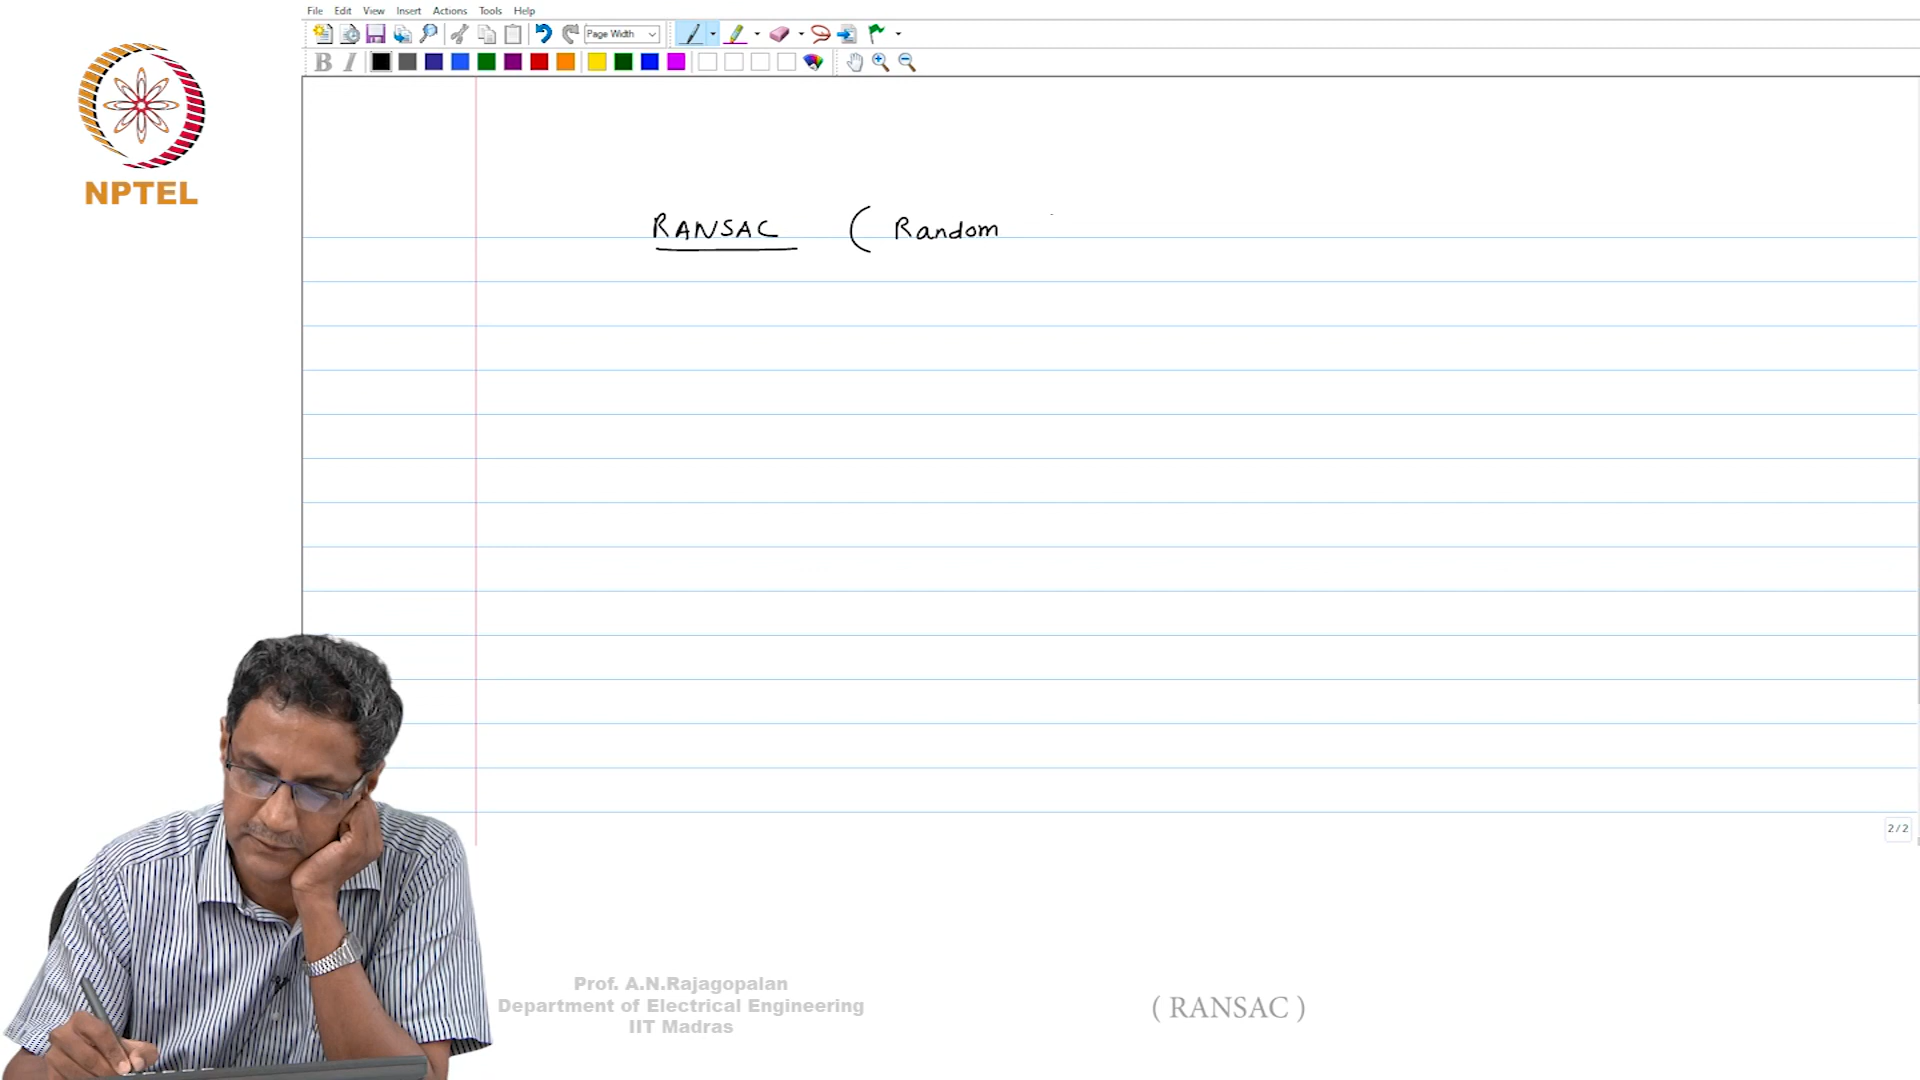 File Edit View Insert Actions Tools Help
Page Width
B I
NPTEL
RANSAC ( Random
2/2
Prof. A.N.Rajagopalan
Department of Electrical Engineering
IIT Madras
( RANSAC )